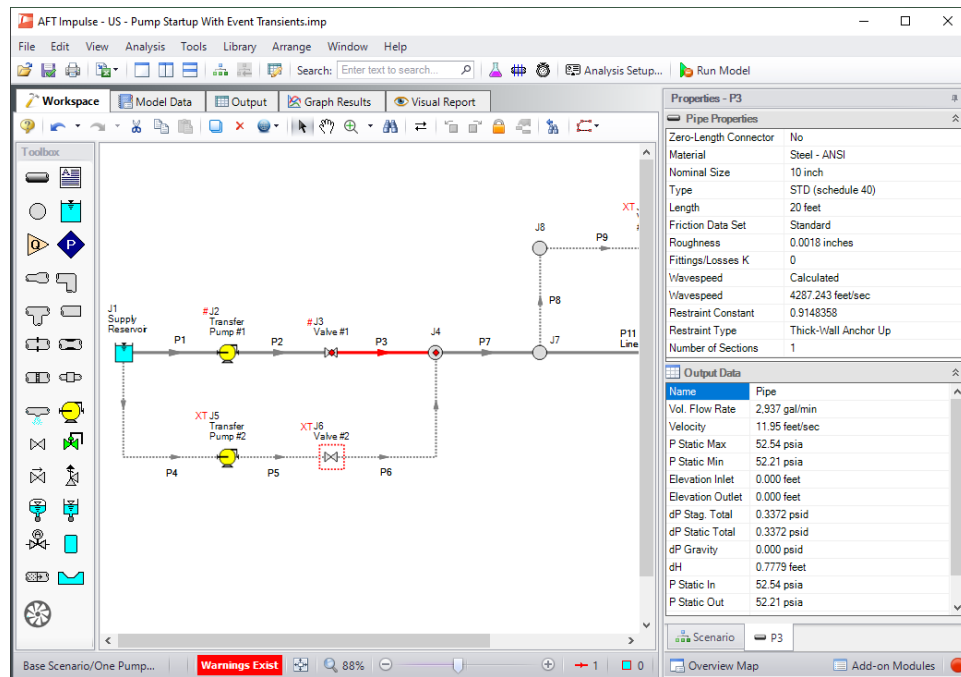 AFT Impulse - US - Pump Startup With Event Transients.imp
File Edit View Analysis Tools Library Arrange Window Help
Search: Enter text to search... Analysis Setup... Run Model
Workspace Model Data Output Graph Results Visual Report
Toolbox
A
Q P
J1
Supply
Reservoir
P1
#J2
Transfer
Pump #1
P2
#J3
Valve #1
P3
J4
P7
J8
P9
XT
P8
J7
P11
Line
XT J5
Transfer
Pump #2
XT J6
Valve #2
P4 P5 P6
Properties - P3
Pipe Properties
Zero-Length Connector No
Material Steel - ANSI
Nominal Size 10 inch
Type STD (schedule 40)
Length 20 feet
Friction Data Set Standard
Roughness 0.0018 inches
Fittings/Losses K 0
Wavespeed Calculated
Wavespeed 4287.243 feet/sec
Restraint Constant 0.9148358
Restraint Type Thick-Wall Anchor Up
Number of Sections 1
Output Data
Name Pipe
Vol. Flow Rate 2,937 gal/min
Velocity 11.95 feet/sec
P Static Max 52.54 psia
P Static Min 52.21 psia
Elevation Inlet 0.000 feet
Elevation Outlet 0.000 feet
dP Stag. Total 0.3372 psid
dP Static Total 0.3372 psid
dP Gravity 0.000 psid
dH 0.7779 feet
P Static In 52.54 psia
P Static Out 52.21 psia
Scenario P3
Base Scenario/One Pump... Warnings Exist 88% 1 0 Overview Map Add-on Modules